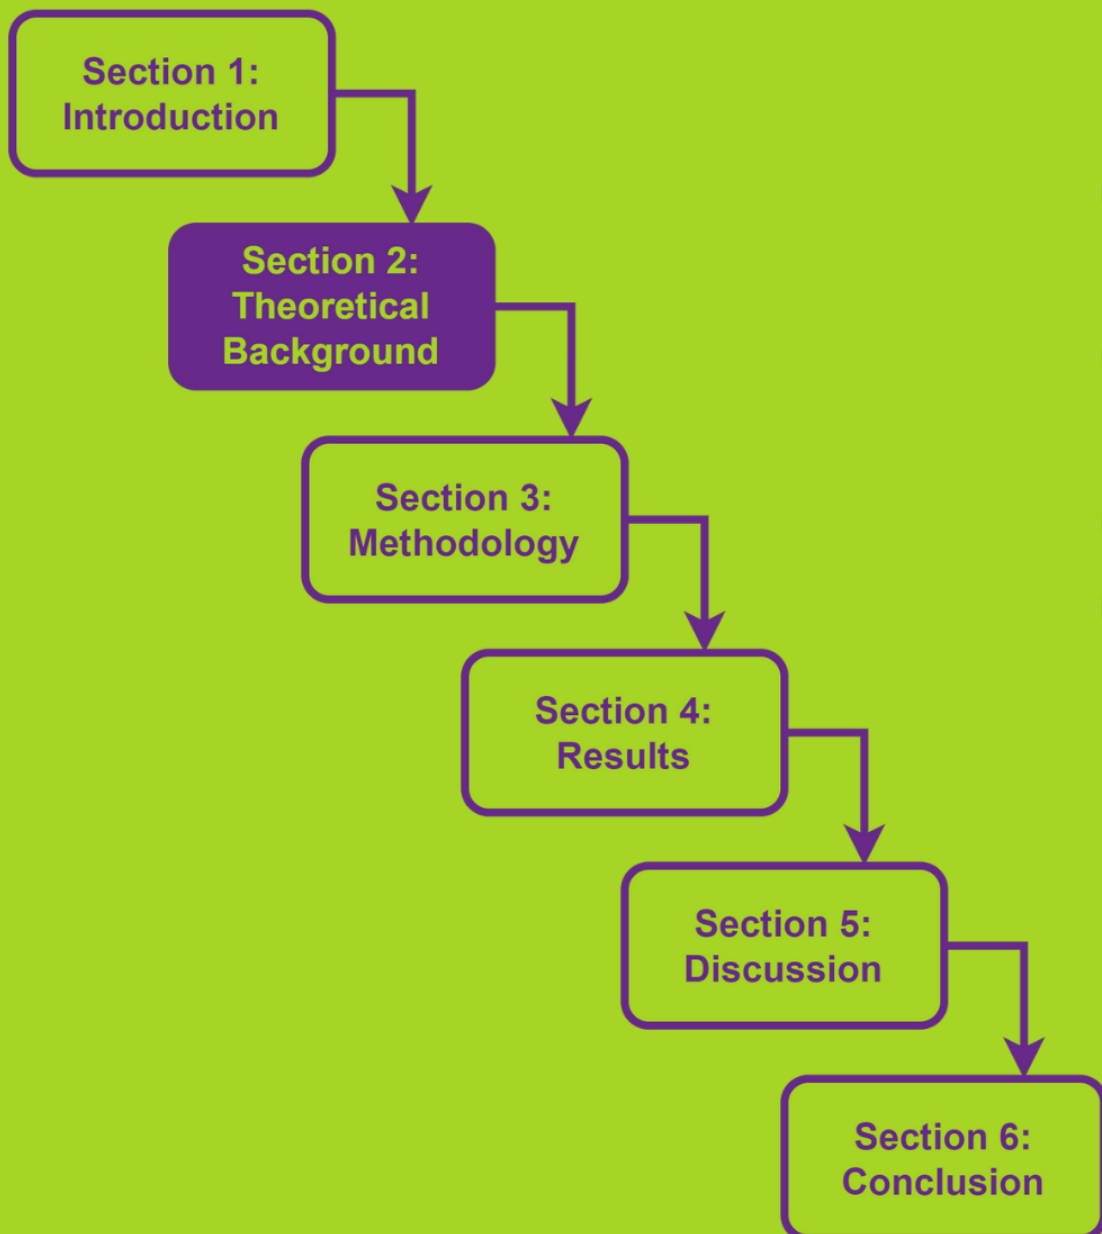 Section 1:
Introduction
Section 2:
Theoretical
Background
Section 3:
Methodology
Section 4:
Results
Section 5:
Discussion
Section 6:
Conclusion